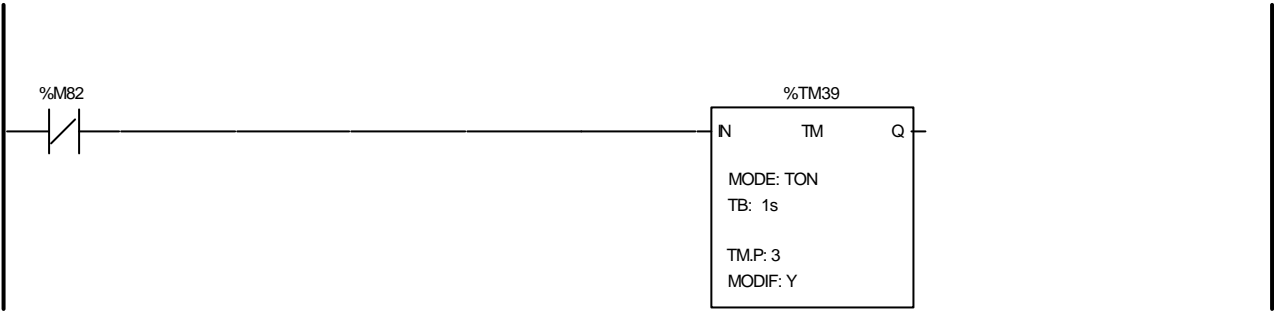 %M82
%TM39
IN TM Q
MODE: TON
TB: 1s
TM.P: 3
MODIF: Y